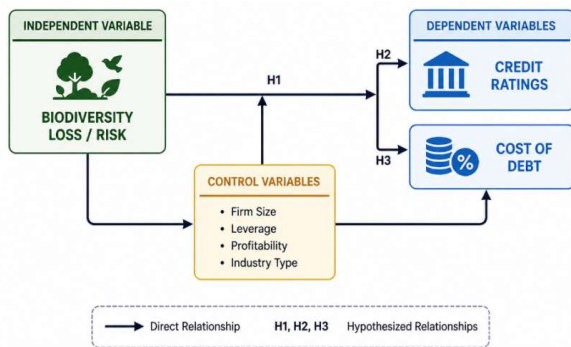 INDEPENDENT VARIABLE
BIODIVERSITY
LOSS / RISK
H1
H2
H3
DEPENDENT VARIABLES
CREDIT
RATINGS
%
COST OF
DEBT
CONTROL VARIABLES
• Firm Size
• Leverage
• Profitability
• Industry Type
Direct Relationship
H1, H2, H3 Hypothesized Relationships